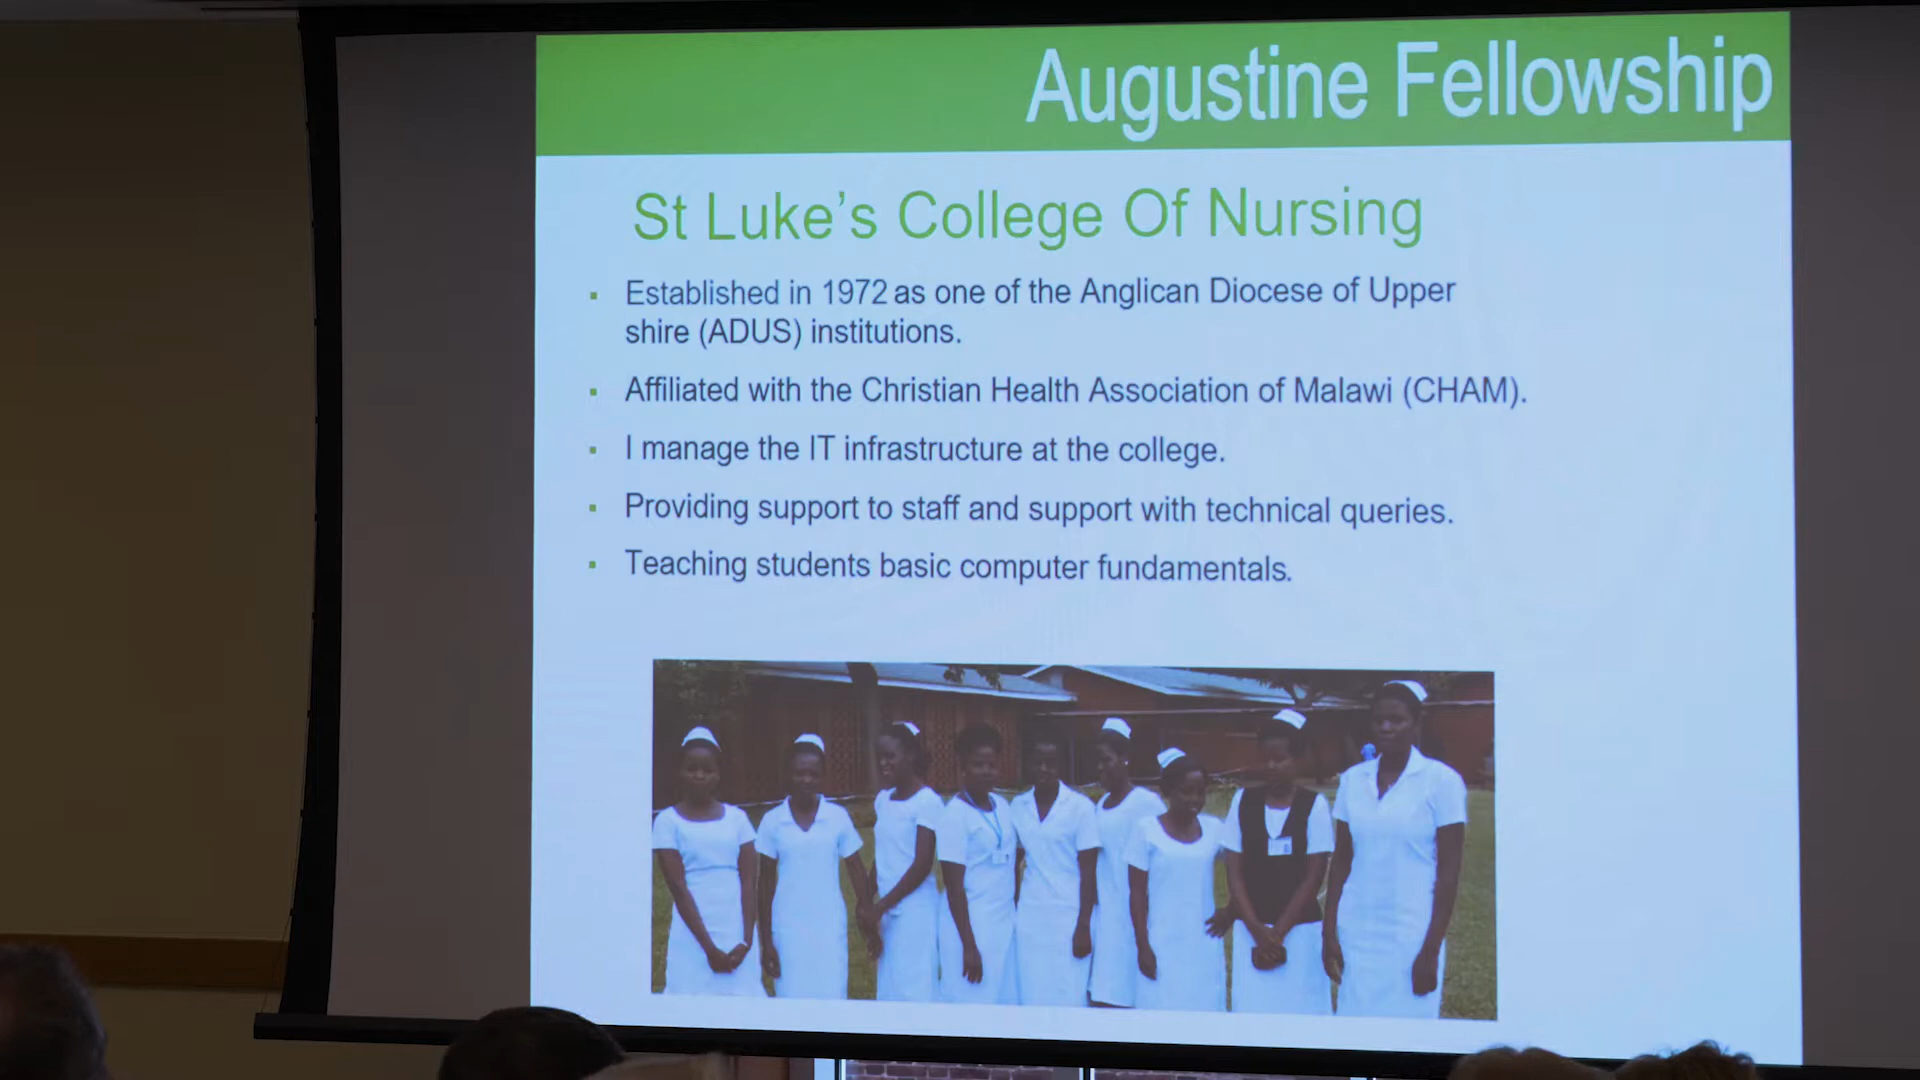 Augustine Fellowship
St Luke's College Of Nursing
▪ Established in 1972 as one of the Anglican Diocese of Upper
shire (ADUS) institutions.
▪ Affiliated with the Christian Health Association of Malawi (CHAM).
▪ I manage the IT infrastructure at the college.
▪ Providing support to staff and support with technical queries.
▪ Teaching students basic computer fundamentals.